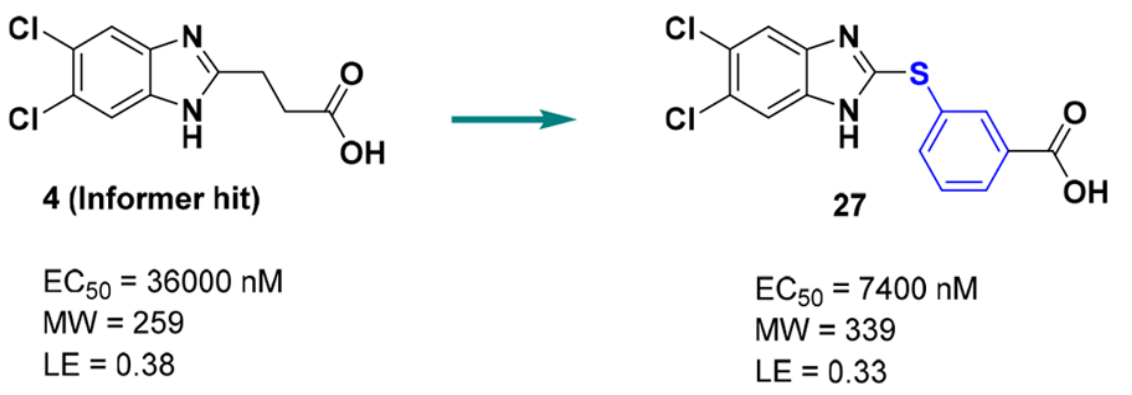 Cl
Cl
N
N
H
O
OH
4 (Informer hit)
EC50 = 36000 nM
MW = 259
LE = 0.38
Cl
Cl
N
N
H
S
O
OH
27
EC50 = 7400 nM
MW = 339
LE = 0.33